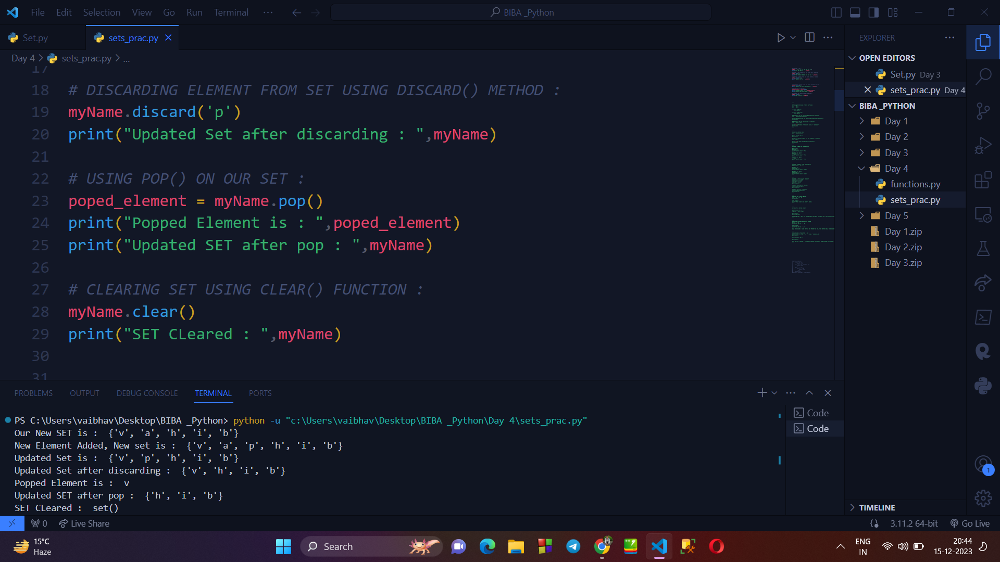 File Edit Selection View Go Run Terminal ··· BIBA _Python
Set.py sets_prac.py
Day 4 > sets_prac.py > ...
17
18 # DISCARDING ELEMENT FROM SET USING DISCARD() METHOD :
19 myName.discard('p')
20 print("Updated Set after discarding : ",myName)
21
22 # USING POP() ON OUR SET :
23 poped_element = myName.pop()
24 print("Popped Element is : ",poped_element)
25 print("Updated SET after pop : ",myName)
26
27 # CLEARING SET USING CLEAR() FUNCTION :
28 myName.clear()
29 print("SET CLeared : ",myName)
30
31
PROBLEMS OUTPUT DEBUG CONSOLE TERMINAL PORTS
PS C:\Users\vaibhav\Desktop\BIBA _Python> python -u "c:\Users\vaibhav\Desktop\BIBA _Python\Day 4\sets_prac.py"
Our New SET is :  {'v', 'a', 'h', 'i', 'b'}
New Element Added, New set is :  {'v', 'a', 'p', 'h', 'i', 'b'}
Updated Set is :  {'v', 'p', 'h', 'i', 'b'}
Updated Set after discarding :  {'v', 'h', 'i', 'b'}
Popped Element is :  v
Updated SET after pop :  {'h', 'i', 'b'}
SET CLeared :  set()
Code
Code
EXPLORER
OPEN EDITORS
Set.py Day 3
sets_prac.py Day 4
BIBA _PYTHON
Day 1
Day 2
Day 3
Day 4
functions.py
sets_prac.py
Day 5
Day 1.zip
Day 2.zip
Day 3.zip
TIMELINE
1
0 Live Share 3.11.2 64-bit Go Live
15°C
Haze
Search
ENG
IN
20:44
15-12-2023